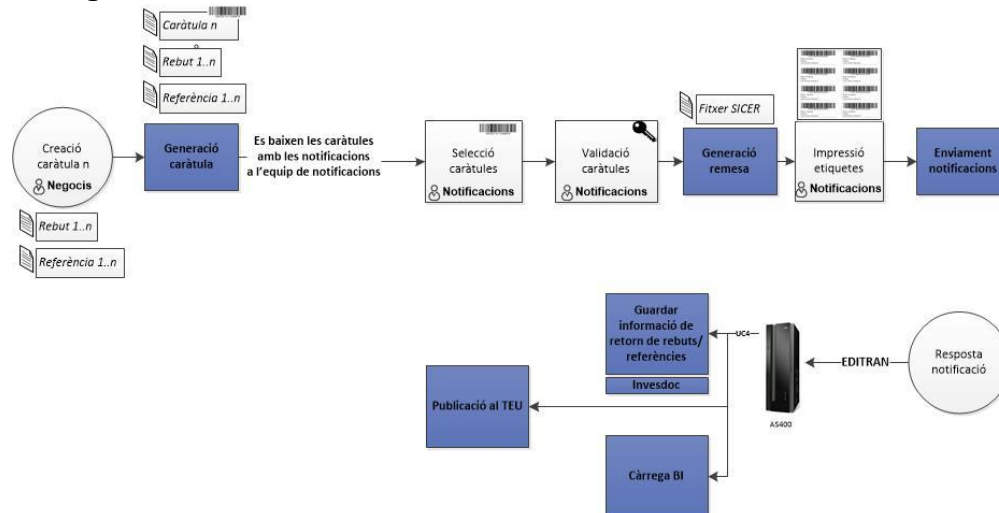 Caràtula n
Rebut 1..n
Referència 1..n
Creació
caràtula n
Negocis
Rebut 1..n
Referència 1..n
Generació
caràtula
Es baixen les caràtules
amb les notificacions
a l'equip de notificacions
Selecció
caràtules
Notificacions
Validació
caràtules
Notificacions
Fitxer SICER
Generació
remesa
Impressió
etiquetes
Notificacions
Enviament
notificacions
Guardar
informació de
retorn de rebuts/
referències
Invesdoc
UC4
AS400
EDITRAN
Resposta
notificació
Publicació al TEU
Càrrega BI